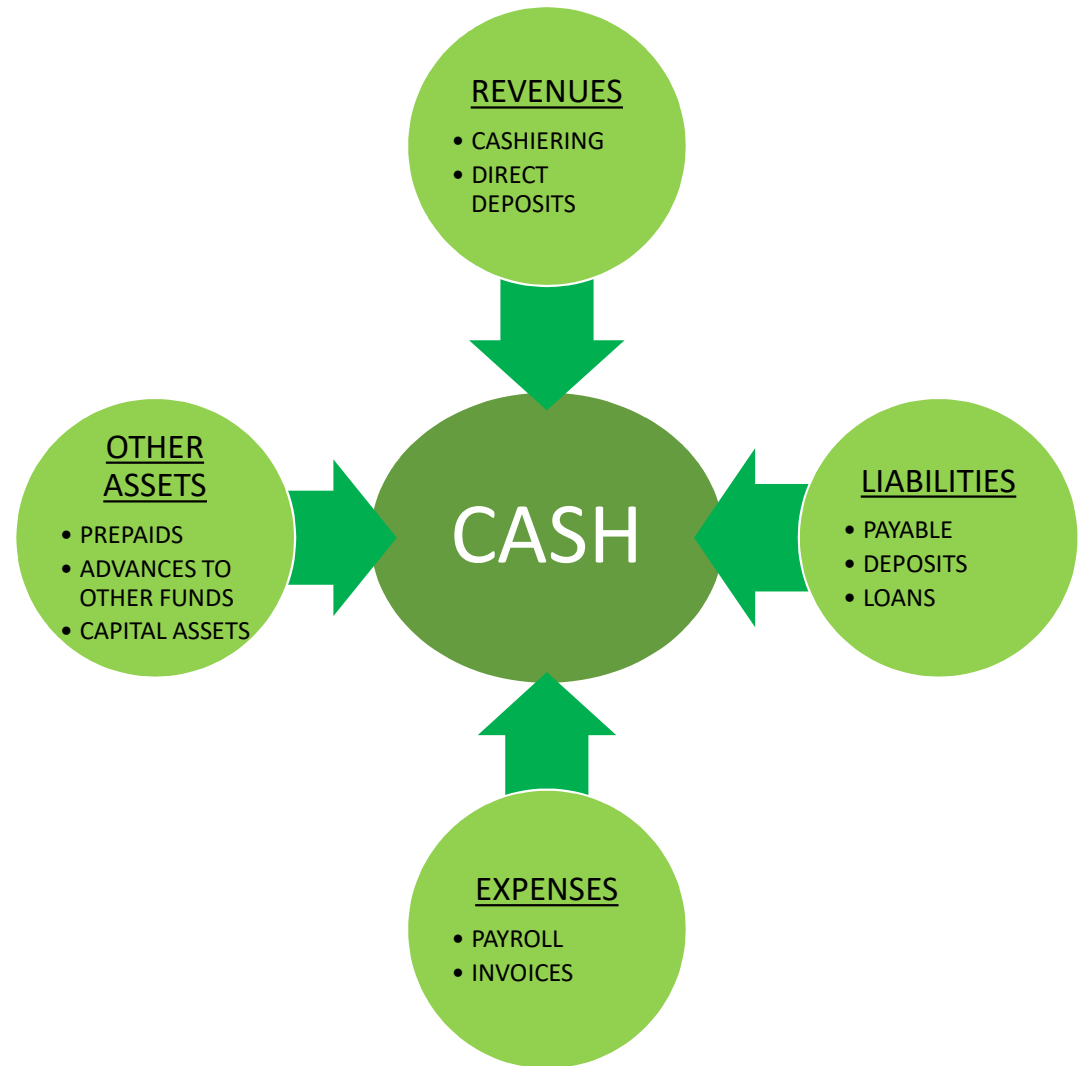 REVENUES
• CASHIERING
• DIRECT
DEPOSITS
OTHER
ASSETS
• PREPAIDS
• ADVANCES TO
OTHER FUNDS
• CAPITAL ASSETS
CASH
LIABILITIES
• PAYABLE
• DEPOSITS
• LOANS
EXPENSES
• PAYROLL
• INVOICES